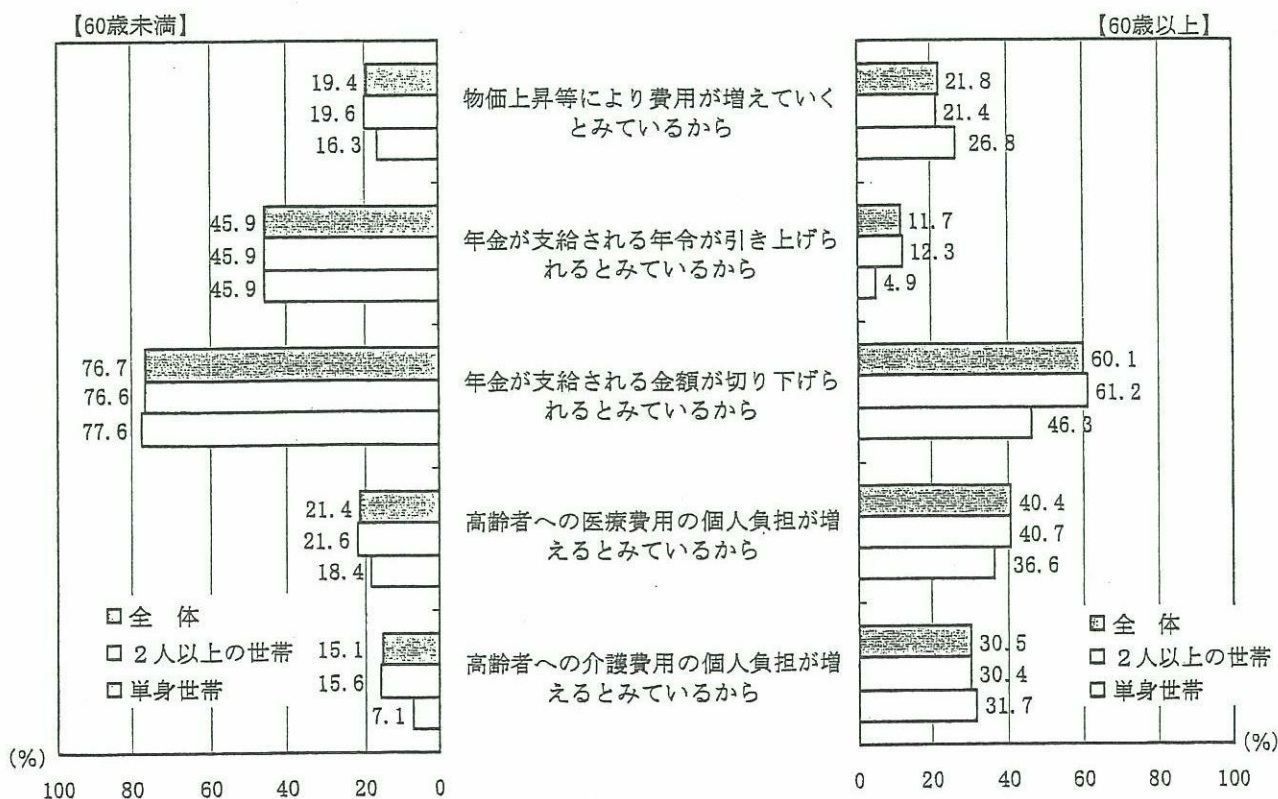 【60歳未満】
【60歳以上】
19.4
19.6
16.3
物価上昇等により費用が増えていく
とみているから
21.8
21.4
26.8
45.9
45.9
45.9
年金が支給される年令が引き上げら
れるとみているから
11.7
12.3
4.9
76.7
76.6
77.6
年金が支給される金額が切り下げら
れるとみているから
60.1
61.2
46.3
21.4
21.6
18.4
高齢者への医療費用の個人負担が増
えるとみているから
40.4
40.7
36.6
全 体
2人以上の世帯
単身世帯
15.1
15.6
7.1
高齢者への介護費用の個人負担が増
えるとみているから
30.5
30.4
31.7
全 体
2人以上の世帯
単身世帯
(%)
100 80 60 40 20 0
0 20 40 60 80 100
(%)